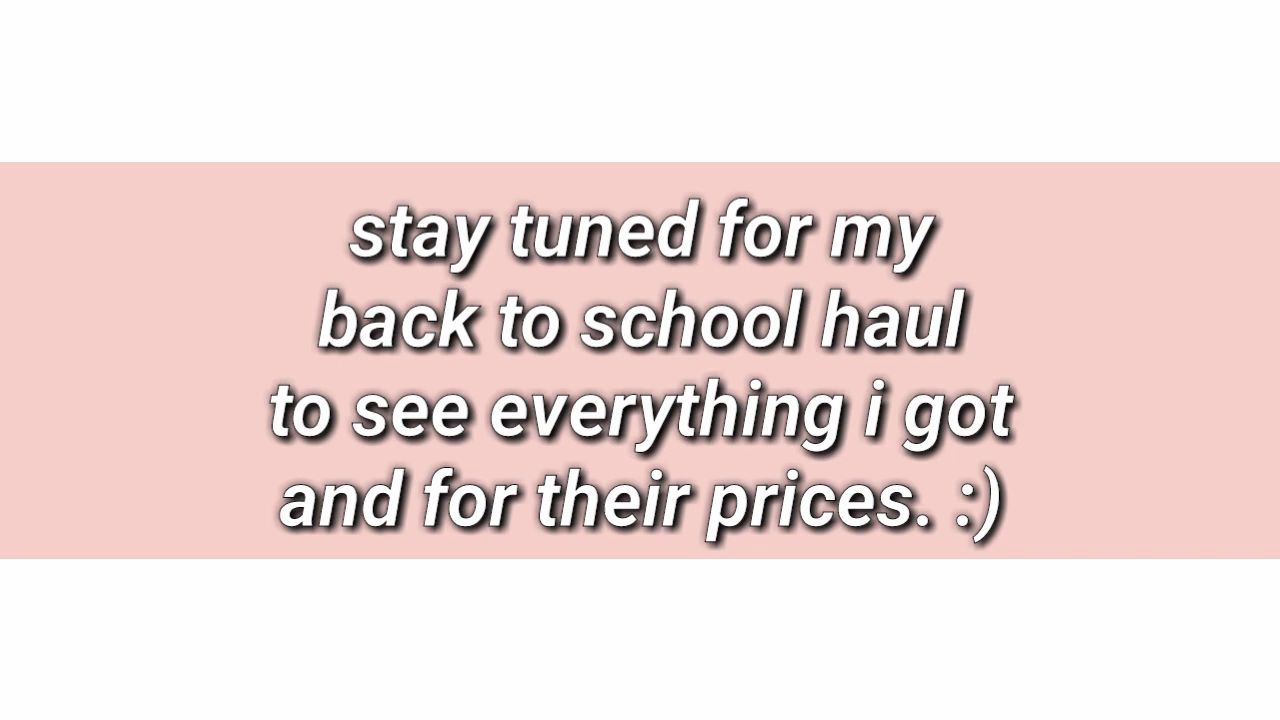 stay tuned for my
back to school haul
to see everything i got
and for their prices. :)